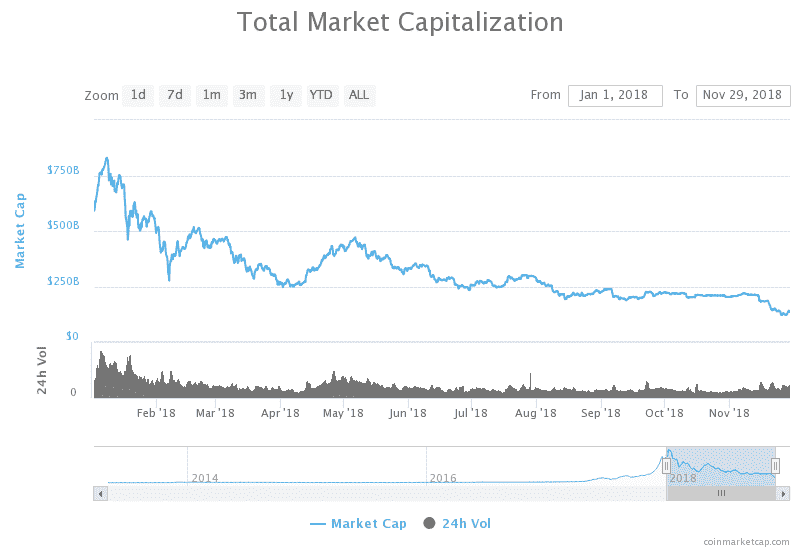 Total Market Capitalization
Zoom 1d 7d 1m 3m 1y YTD ALL From Jan 1, 2018 To Nov 29, 2018
$750B
$500B
$250B
$0
Market Cap
0
24h Vol
Feb '18 Mar '18 Apr '18 May '18 Jun '18 Jul '18 Aug '18 Sep '18 Oct '18 Nov '18
2014 2016 2018
Market Cap 24h Vol
coinmarketcap.com